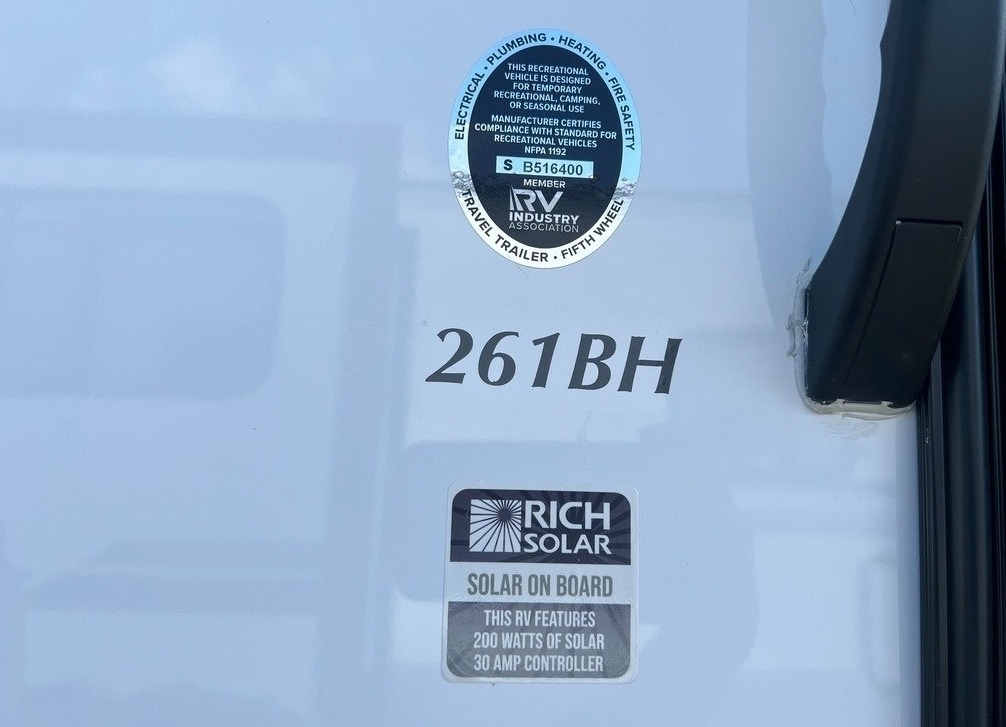 ELECTRICAL • PLUMBING • HEATING • FIRE SAFETY
THIS RECREATIONAL
VEHICLE IS DESIGNED
FOR TEMPORARY
RECREATIONAL, CAMPING,
OR SEASONAL USE
MANUFACTURER CERTIFIES
COMPLIANCE WITH STANDARD FOR
RECREATIONAL VEHICLES
NFPA 1192
S B516400
MEMBER
RV
INDUSTRY
ASSOCIATION
TRAVEL TRAILER • FIFTH WHEEL
261BH
RICH
SOLAR
SOLAR ON BOARD
THIS RV FEATURES
200 WATTS OF SOLAR
30 AMP CONTROLLER